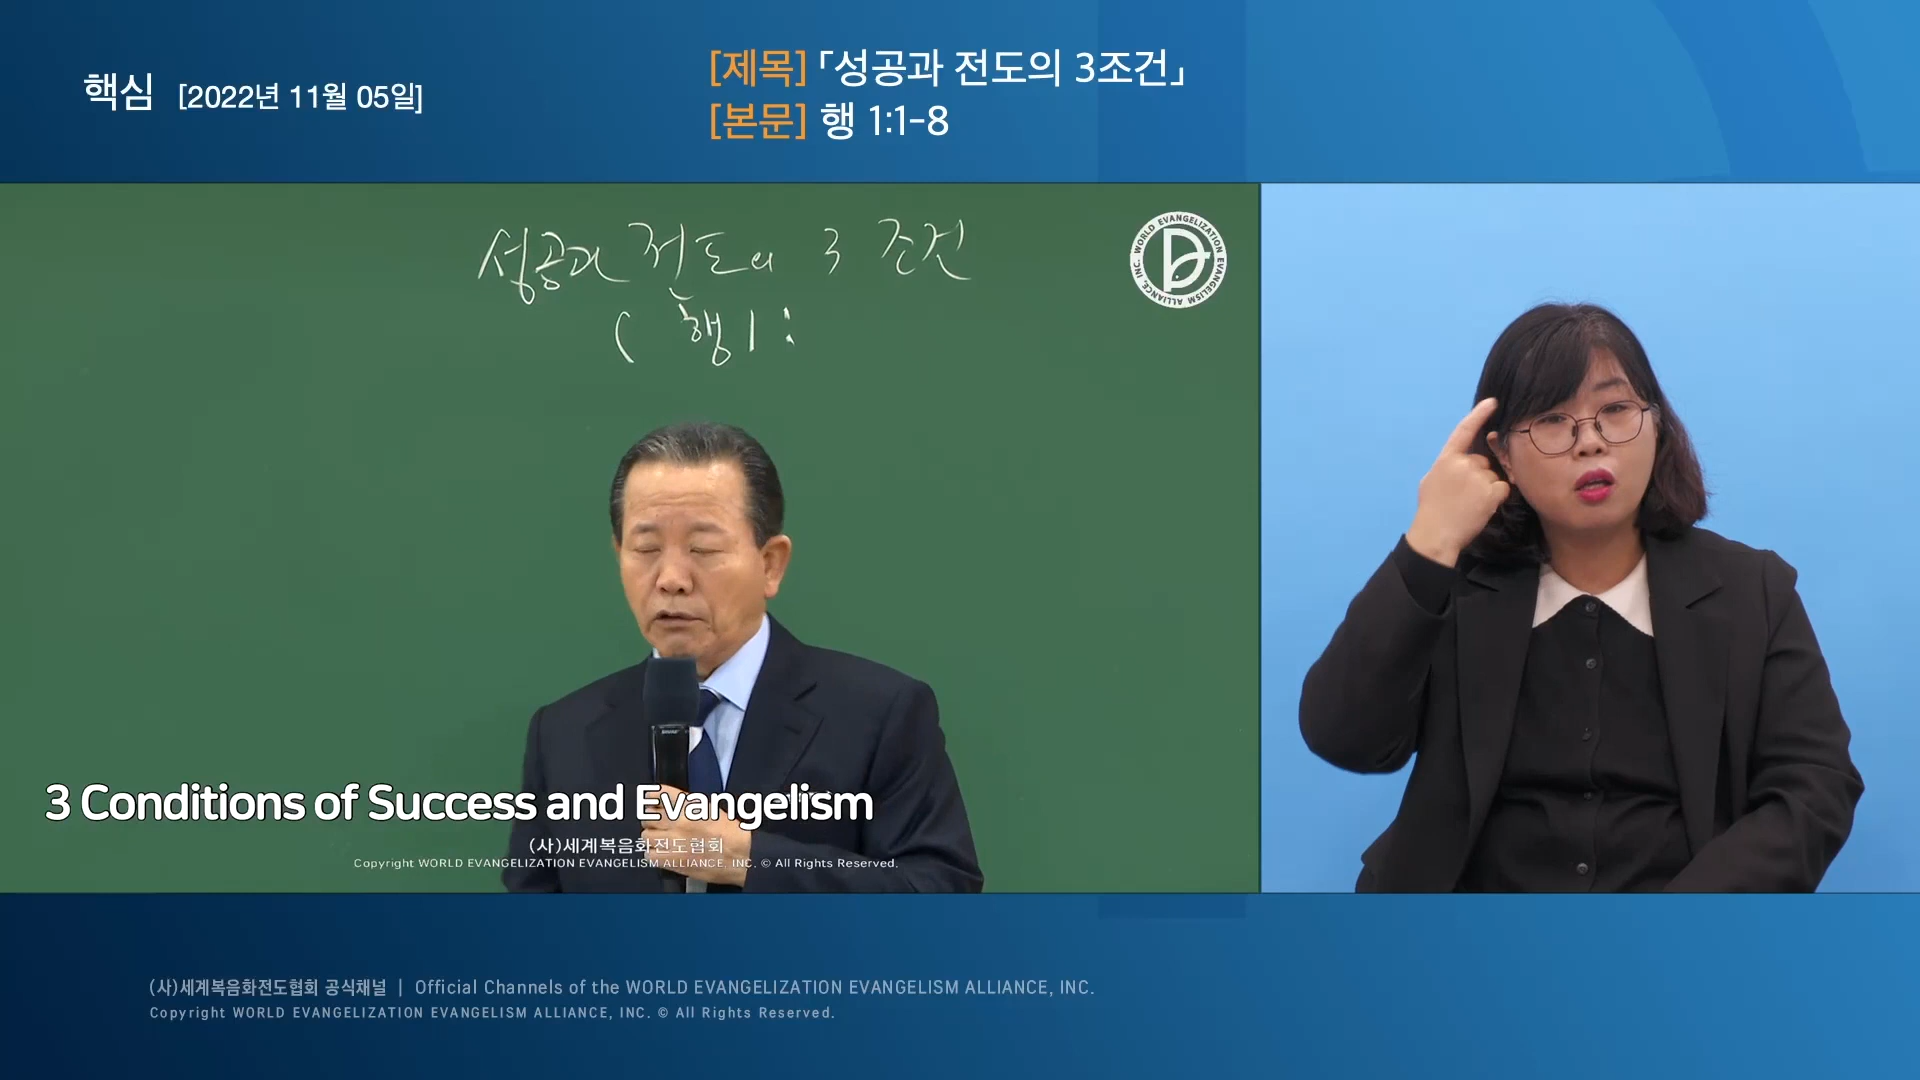 핵심 [2022년 11월 05일]
[제목] 「성공과 전도의 3조건」
[본문] 행 1:1-8
성공과 전도의 3 조건
( 행 1:
WORLD EVANGELIZATION EVANGELISM ALLIANCE, INC.
3 Conditions of Success and Evangelism
(사)세계복음화전도협회
Copyright WORLD EVANGELIZATION EVANGELISM ALLIANCE, INC. © All Rights Reserved.
(사)세계복음화전도협회 공식채널 | Official Channels of the WORLD EVANGELIZATION EVANGELISM ALLIANCE, INC.
Copyright WORLD EVANGELIZATION EVANGELISM ALLIANCE, INC. © All Rights Reserved.